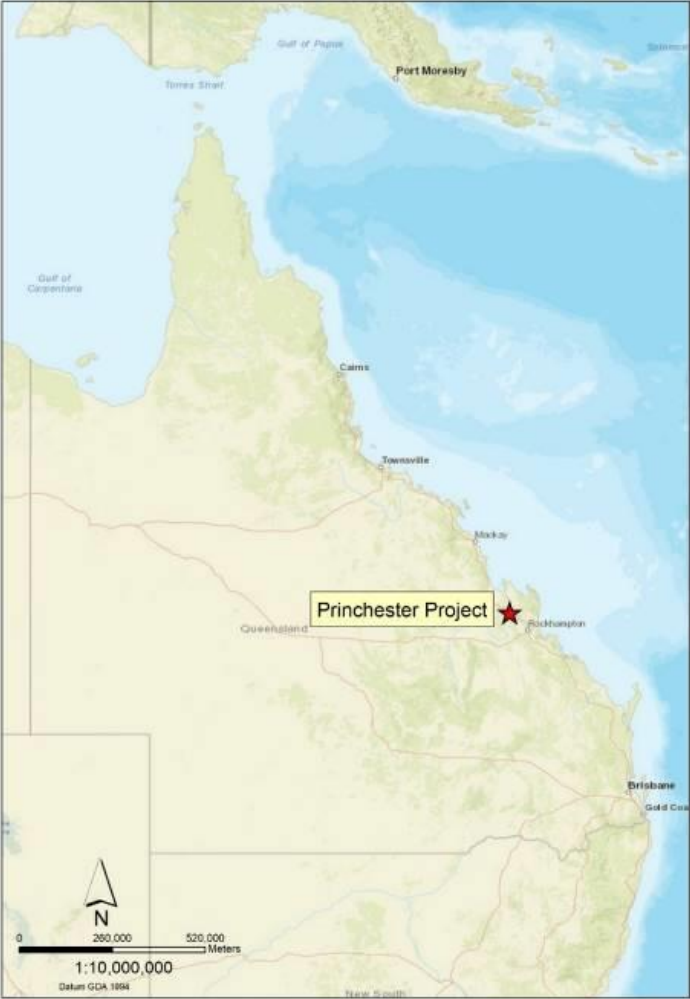 Gulf of Papua
Solomon
Port Moresby
Torres Strait
Gulf of
Carpentaria
Cairns
Townsville
Mackay
Princhester Project
Rockhampton
Queensland
Brisbane
Gold Coa
N
0 260,000 520,000
Meters
1:10,000,000
Datum GDA 1994
New South